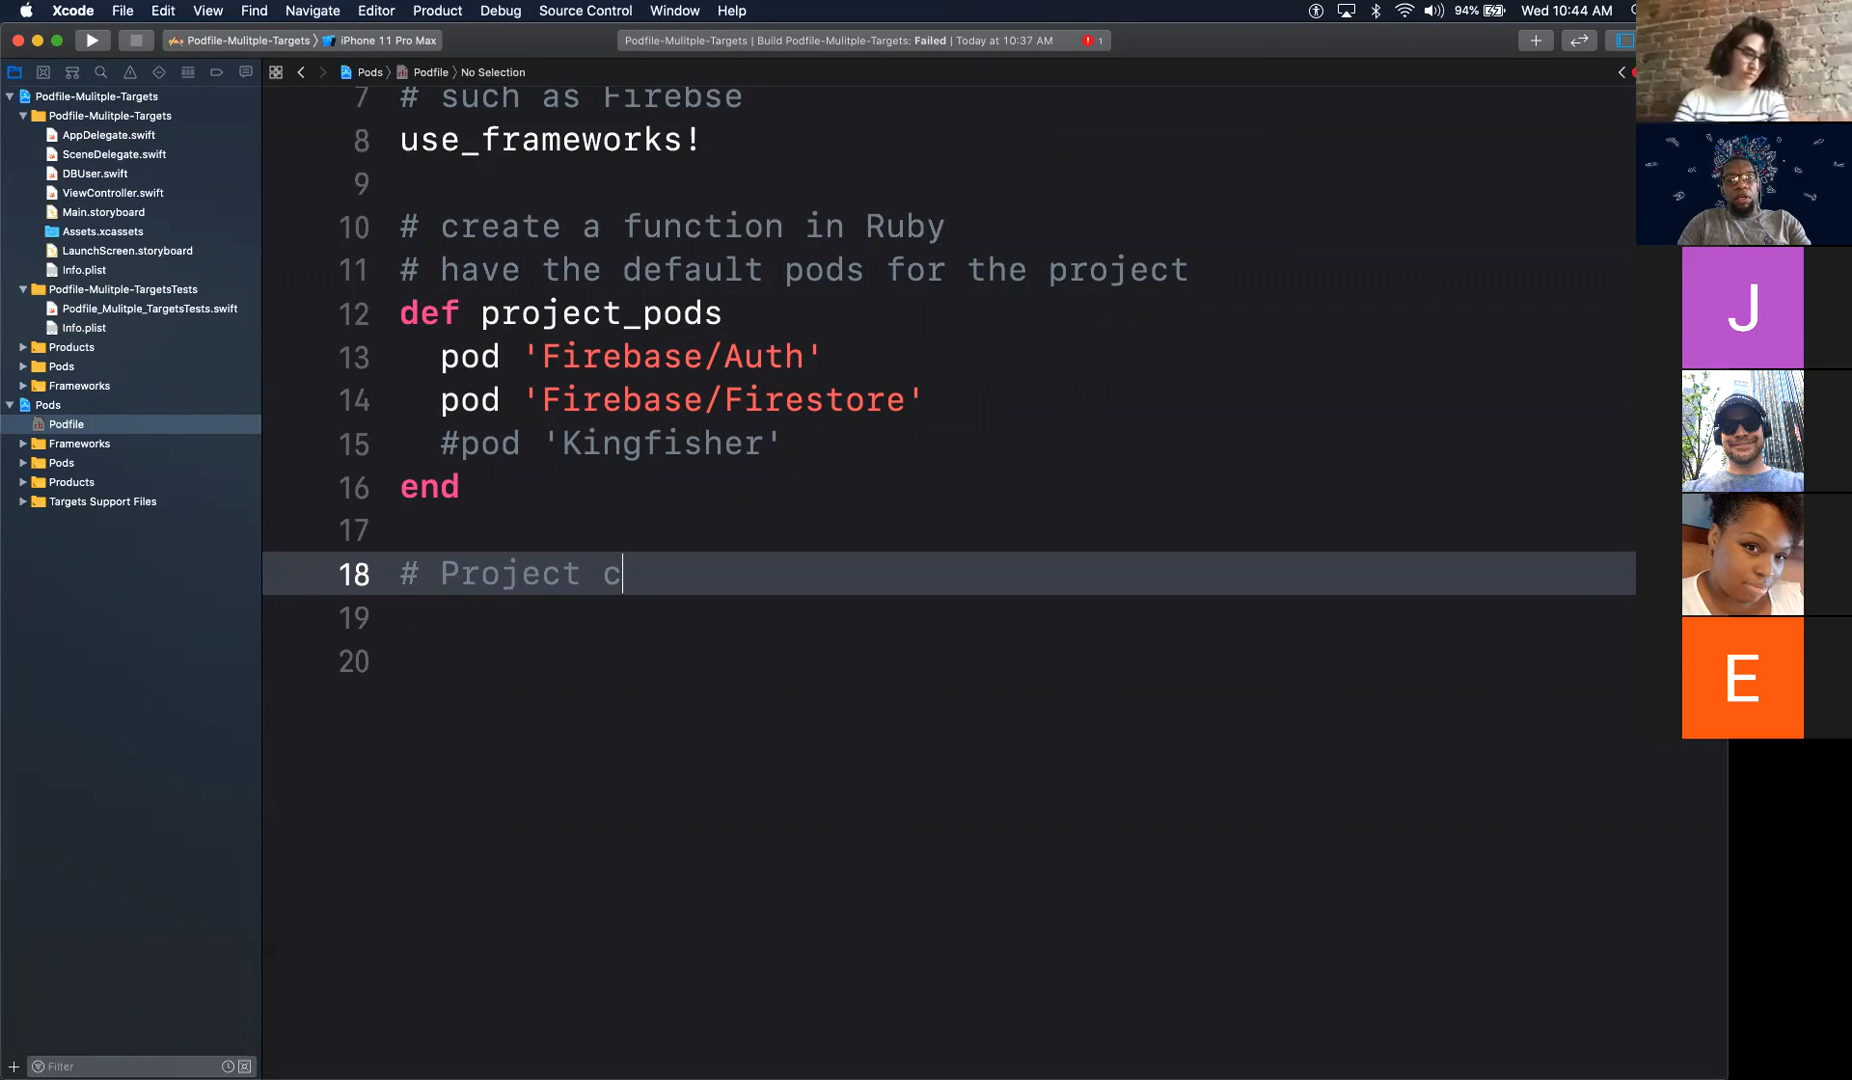 Xcode File Edit View Find Navigate Editor Product Debug Source Control Window Help 94% Wed 10:44 AM
Podfile-Mulitple-Targets iPhone 11 Pro Max Podfile-Mulitple-Targets | Build Podfile-Mulitple-Targets: Failed | Today at 10:37 AM 1
Pods Podfile No Selection
Podfile-Mulitple-Targets
Podfile-Mulitple-Targets
AppDelegate.swift
SceneDelegate.swift
DBUser.swift
ViewController.swift
Main.storyboard
Assets.xcassets
LaunchScreen.storyboard
Info.plist
Podfile-Mulitple-TargetsTests
Podfile_Mulitple_TargetsTests.swift
Info.plist
Products
Pods
Frameworks
Pods
Podfile
Frameworks
Pods
Products
Targets Support Files
Filter
7 # such as Firebse
8 use_frameworks!
9
10 # create a function in Ruby
11 # have the default pods for the project
12 def project_pods
13 pod 'Firebase/Auth'
14 pod 'Firebase/Firestore'
15 #pod 'Kingfisher'
16 end
17
18 # Project c
19
20
J
E